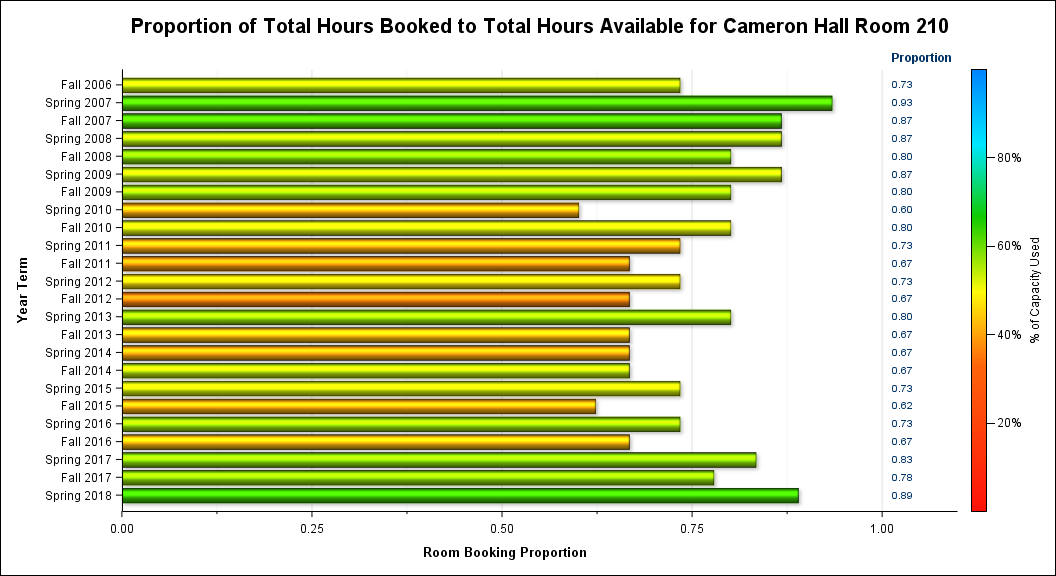 Proportion of Total Hours Booked to Total Hours Available for Cameron Hall Room 210
Proportion
Fall 2006 0.73
Spring 2007 0.93
Fall 2007 0.87
Spring 2008 0.87
Fall 2008 0.80
Spring 2009 0.87
Fall 2009 0.80
Spring 2010 0.60
Fall 2010 0.80
Spring 2011 0.73
Fall 2011 0.67
Spring 2012 0.73
Fall 2012 0.67
Spring 2013 0.80
Fall 2013 0.67
Spring 2014 0.67
Fall 2014 0.67
Spring 2015 0.73
Fall 2015 0.62
Spring 2016 0.73
Fall 2016 0.67
Spring 2017 0.83
Fall 2017 0.78
Spring 2018 0.89
Year Term
0.00 0.25 0.50 0.75 1.00
Room Booking Proportion
80%
60%
40%
20%
% of Capacity Used